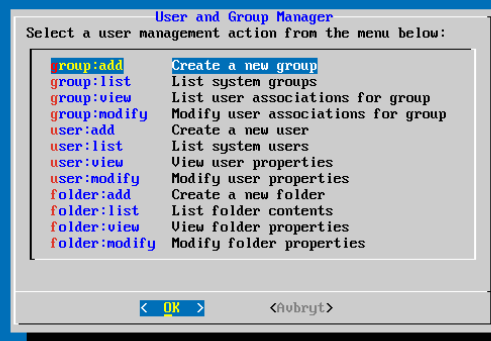 User and Group Manager
Select a user management action from the menu below:
group:add Create a new group
group:list List system groups
group:view List user associations for group
group:modify Modify user associations for group
user:add Create a new user
user:list List system users
user:view View user properties
user:modify Modify user properties
folder:add Create a new folder
folder:list List folder contents
folder:view View folder properties
folder:modify Modify folder properties
< OK > <Avbryt>